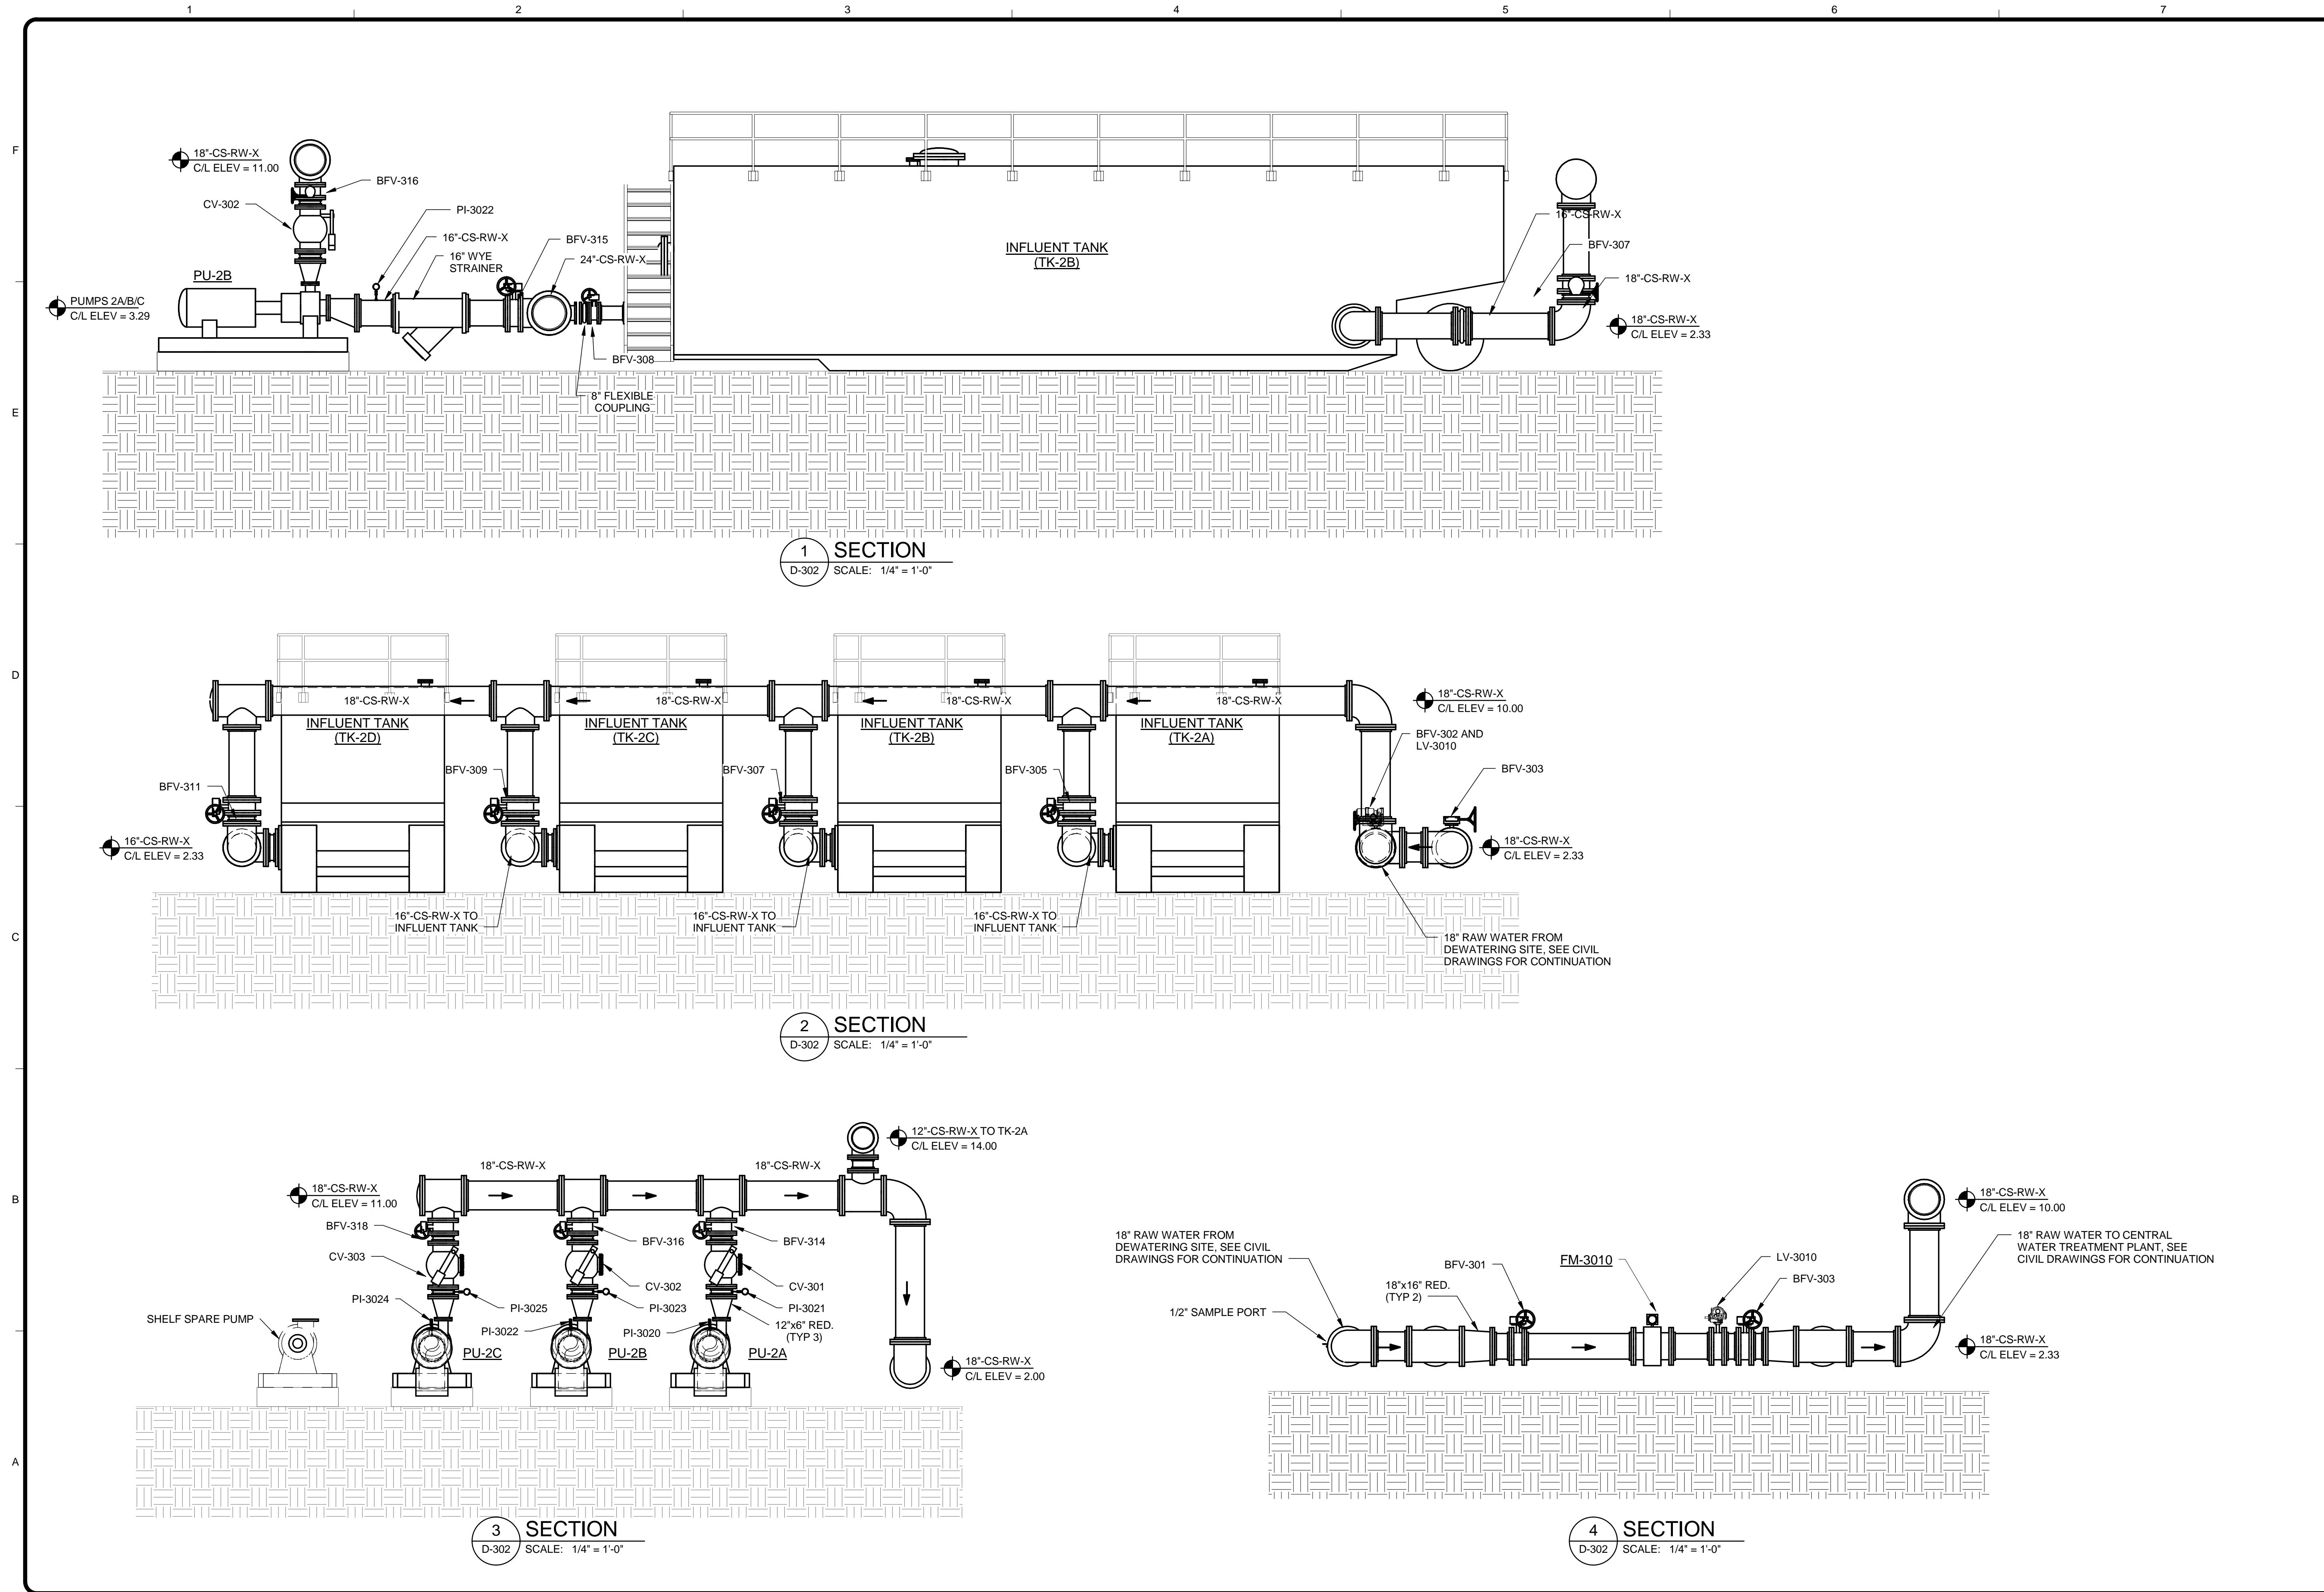 1
2
3
4
5
6
7
F
E
D
C
B
A
18"-CS-RW-X
C/L ELEV = 11.00
BFV-316
CV-302
PI-3022
16"-CS-RW-X
16" WYE
STRAINER
BFV-315
24"-CS-RW-X
PU-2B
PUMPS 2A/B/C
C/L ELEV = 3.29
BFV-308
8" FLEXIBLE
COUPLING
INFLUENT TANK
(TK-2B)
16"-CS-RW-X
BFV-307
18"-CS-RW-X
18"-CS-RW-X
C/L ELEV = 2.33
1
D-302
SECTION
SCALE: 1/4" = 1'-0"
18"-CS-RW-X
18"-CS-RW-X
18"-CS-RW-X
18"-CS-RW-X
18"-CS-RW-X
C/L ELEV = 10.00
INFLUENT TANK
(TK-2D)
INFLUENT TANK
(TK-2C)
INFLUENT TANK
(TK-2B)
INFLUENT TANK
(TK-2A)
BFV-302 AND
LV-3010
BFV-311
BFV-309
BFV-307
BFV-305
BFV-303
16"-CS-RW-X
C/L ELEV = 2.33
18"-CS-RW-X
C/L ELEV = 2.33
16"-CS-RW-X TO
INFLUENT TANK
16"-CS-RW-X TO
INFLUENT TANK
16"-CS-RW-X TO
INFLUENT TANK
18" RAW WATER FROM
DEWATERING SITE, SEE CIVIL
DRAWINGS FOR CONTINUATION
2
D-302
SECTION
SCALE: 1/4" = 1'-0"
12"-CS-RW-X TO TK-2A
C/L ELEV = 14.00
18"-CS-RW-X
18"-CS-RW-X
18"-CS-RW-X
C/L ELEV = 11.00
BFV-318
BFV-316
BFV-314
CV-303
CV-302
CV-301
PI-3024
PI-3025
PI-3023
PI-3021
SHELF SPARE PUMP
PI-3022
PI-3020
12"x6" RED.
(TYP 3)
PU-2C
PU-2B
PU-2A
18"-CS-RW-X
C/L ELEV = 2.00
3
D-302
SECTION
SCALE: 1/4" = 1'-0"
18"-CS-RW-X
C/L ELEV = 10.00
18" RAW WATER FROM
DEWATERING SITE, SEE CIVIL
DRAWINGS FOR CONTINUATION
18" RAW WATER TO CENTRAL
WATER TREATMENT PLANT, SEE
CIVIL DRAWINGS FOR CONTINUATION
BFV-301
FM-3010
LV-3010
BFV-303
18"x16" RED.
(TYP 2)
1/2" SAMPLE PORT
18"-CS-RW-X
C/L ELEV = 2.33
4
D-302
SECTION
SCALE: 1/4" = 1'-0"